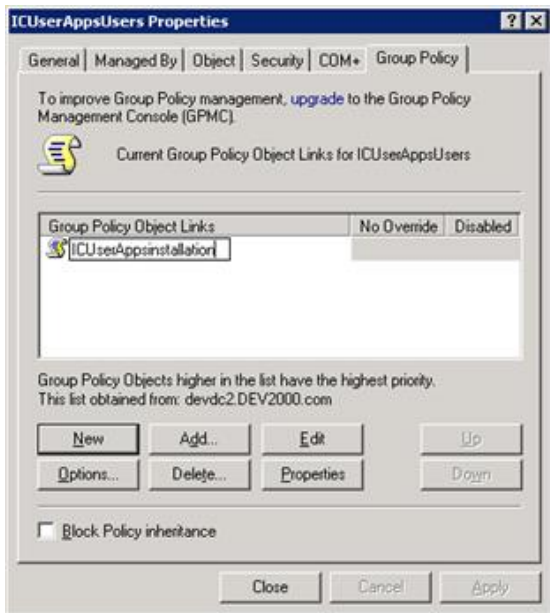 ICUserAppsUsers Properties
General Managed By Object Security COM+ Group Policy
To improve Group Policy management, upgrade to the Group Policy
Management Console (GPMC).
Current Group Policy Object Links for ICUserAppsUsers
Group Policy Object Links No Override Disabled
ICUserAppsinstallation
Group Policy Objects higher in the list have the highest priority.
This list obtained from: devdc2.DEV2000.com
New Add... Edit Up
Options... Delete... Properties Down
Block Policy inheritance
Close Cancel Apply